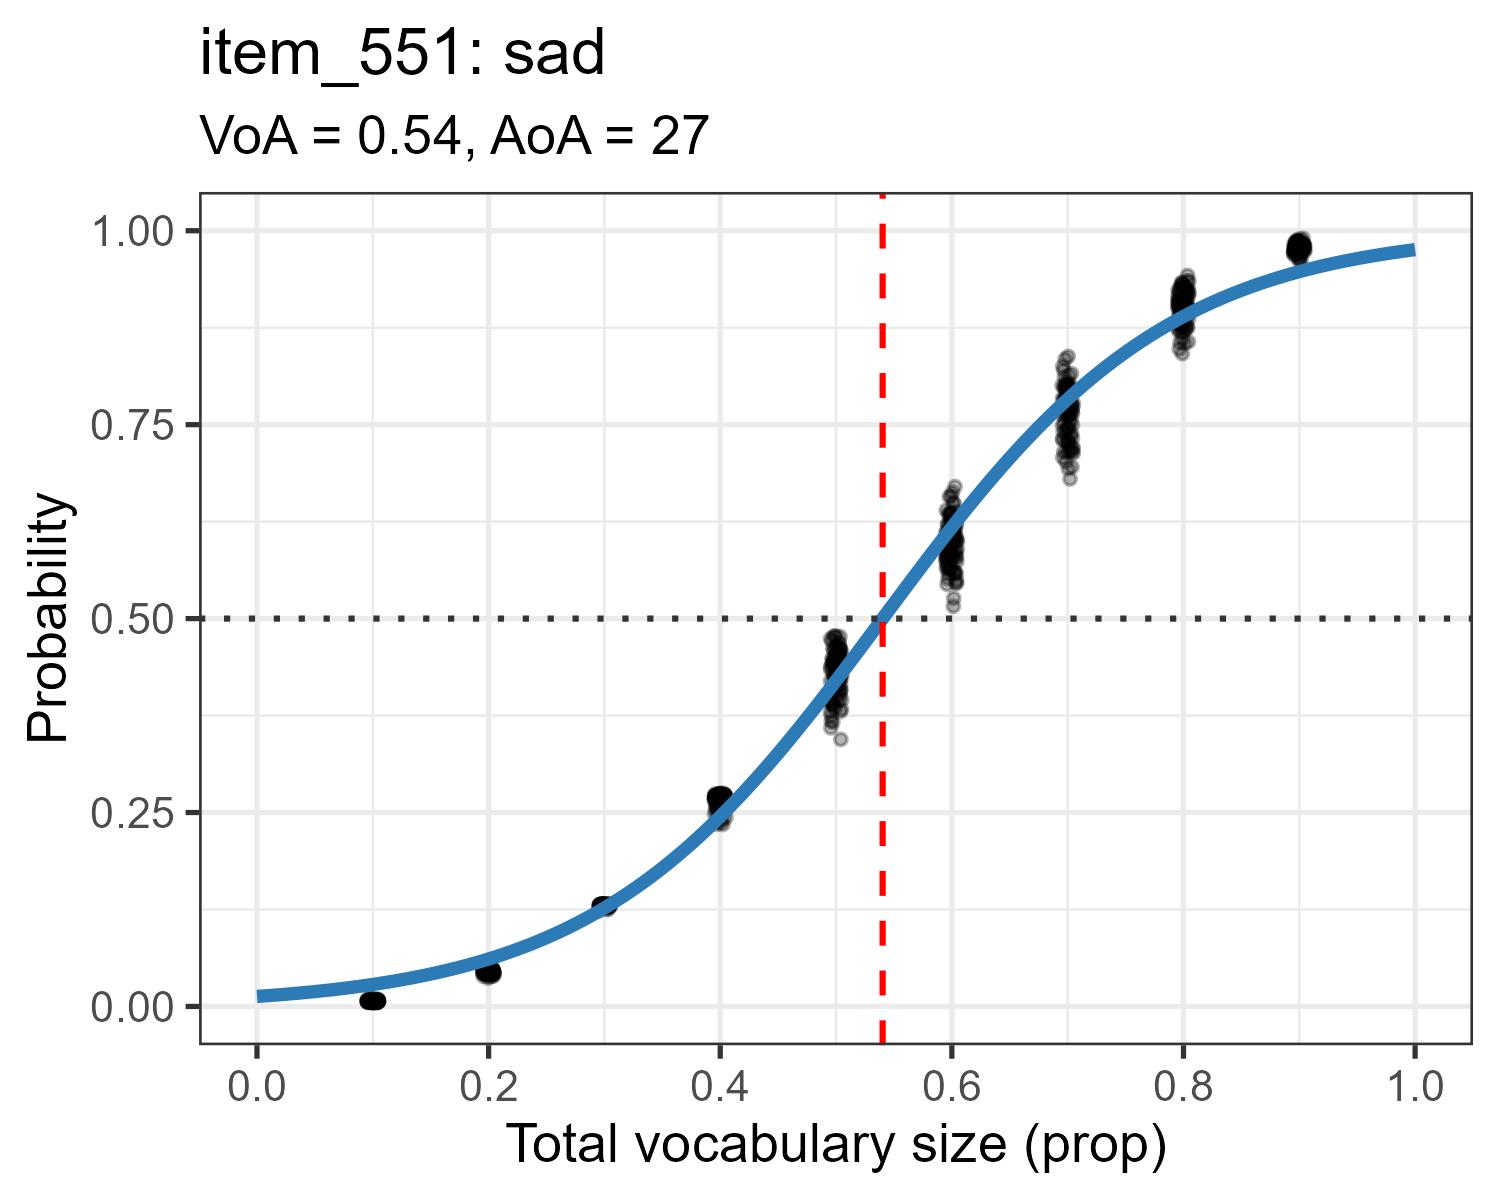 item_551: sad
VoA = 0.54, AoA = 27
1.00
0.75
0.50
0.25
0.00
Probability
0.0 0.2 0.4 0.6 0.8 1.0
Total vocabulary size (prop)